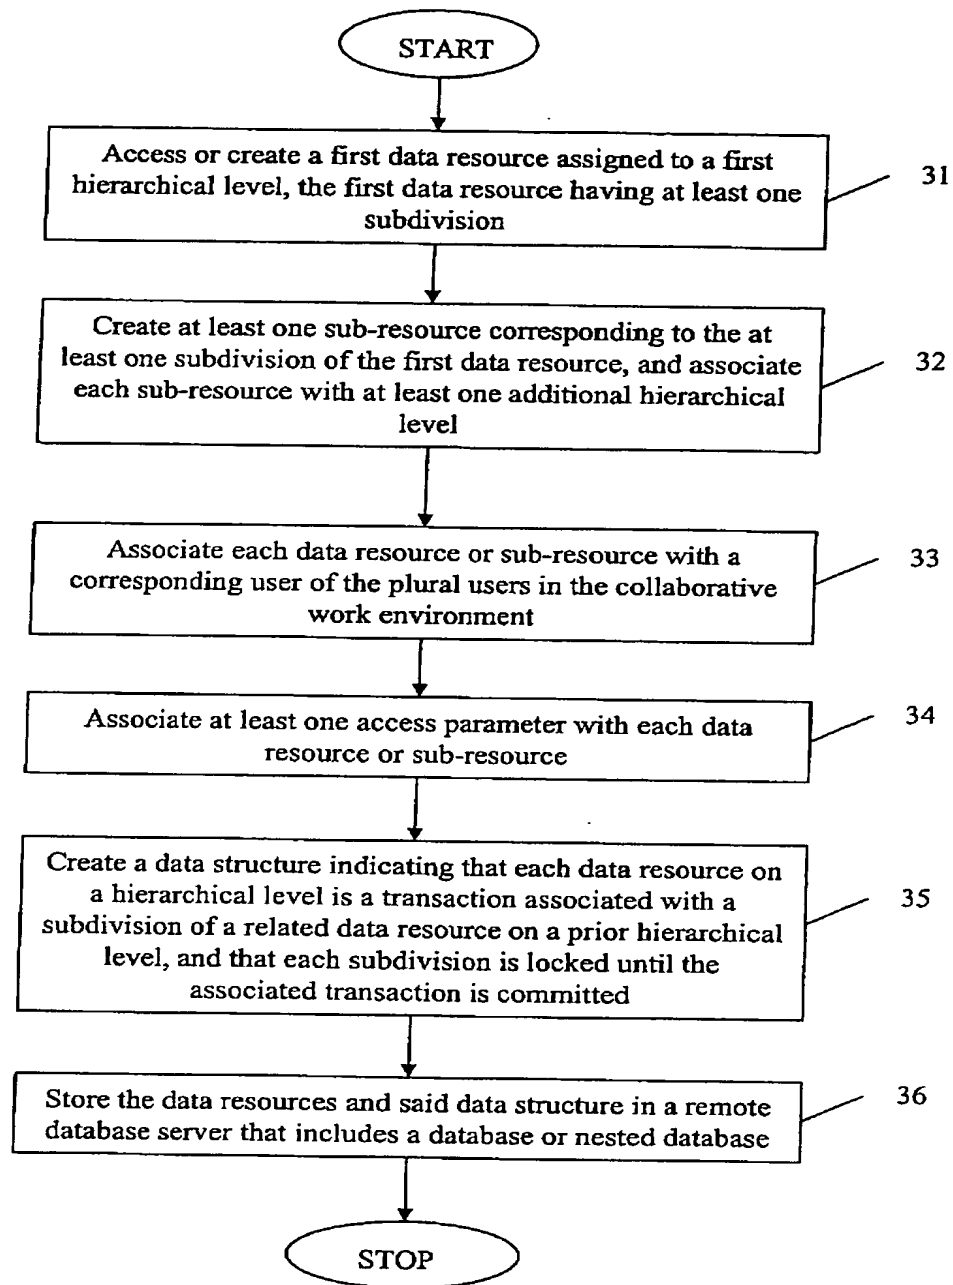 START
Access or create a first data resource assigned to a first
hierarchical level, the first data resource having at least one
subdivision
31
Create at least one sub-resource corresponding to the at
least one subdivision of the first data resource, and associate
each sub-resource with at least one additional hierarchical
level
32
Associate each data resource or sub-resource with a
corresponding user of the plural users in the collaborative
work environment
33
Associate at least one access parameter with each data
resource or sub-resource
34
Create a data structure indicating that each data resource on
a hierarchical level is a transaction associated with a
subdivision of a related data resource on a prior hierarchical
level, and that each subdivision is locked until the
associated transaction is committed
35
Store the data resources and said data structure in a remote
database server that includes a database or nested database
36
STOP